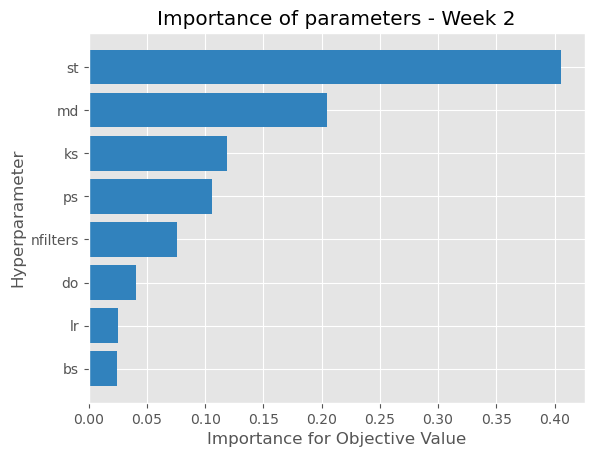 Importance of parameters - Week 2
Hyperparameter
st
md
ks
ps
nfilters
do
lr
bs
0.00 0.05 0.10 0.15 0.20 0.25 0.30 0.35 0.40
Importance for Objective Value